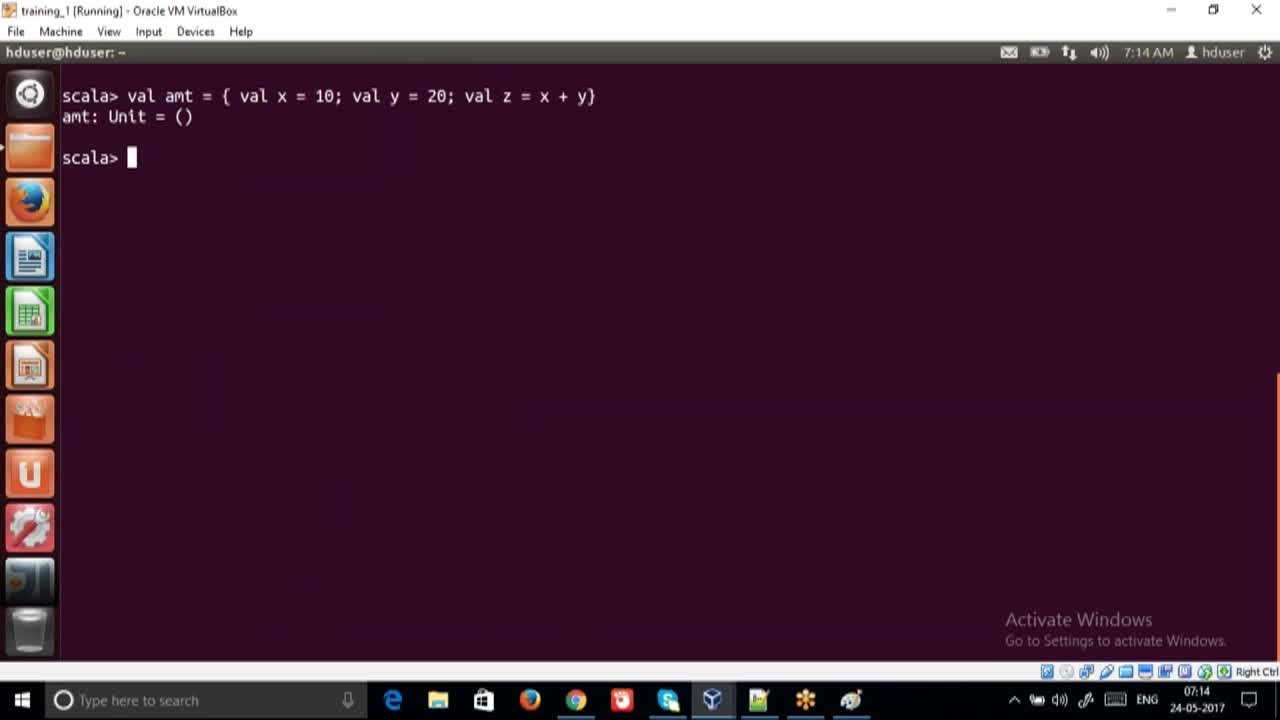 training_1 [Running] - Oracle VM VirtualBox
File Machine View Input Devices Help
hduser@hduser: ~
7:14 AM hduser
scala> val amt = { val x = 10; val y = 20; val z = x + y}
amt: Unit = ()
scala>
Activate Windows
Go to Settings to activate Windows.
Right Ctrl
Type here to search
ENG
07:14
24-05-2017